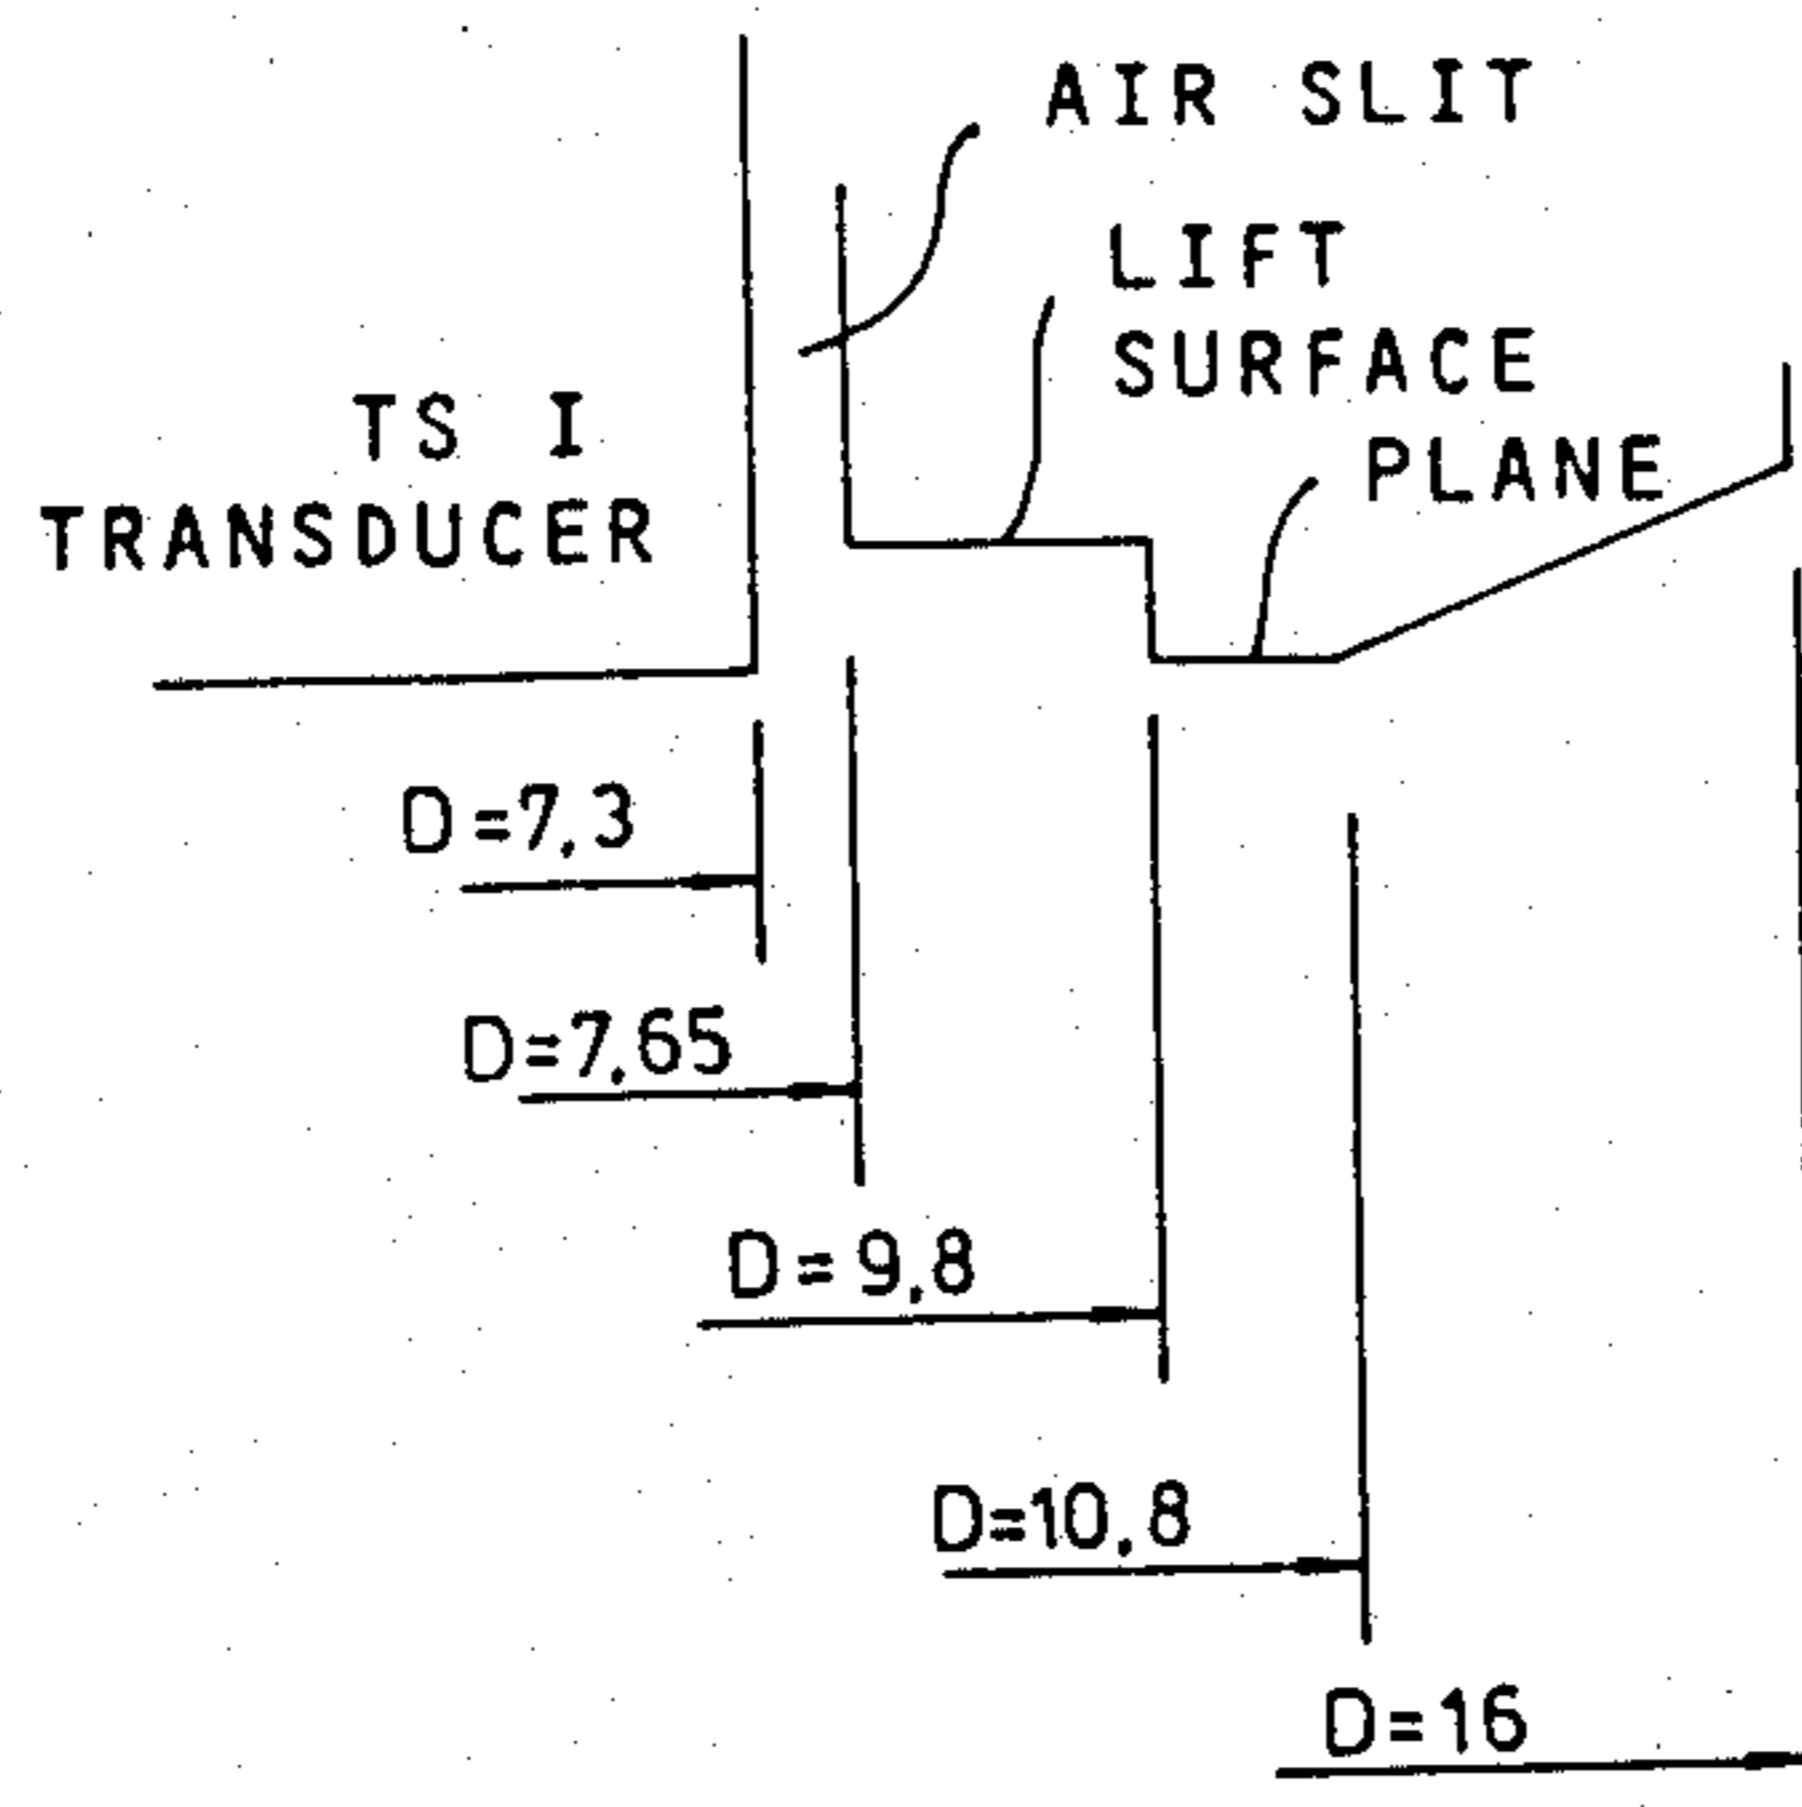 AIR SLIT
LIFT
SURFACE
PLANE
TS I
TRANSDUCER
D=7,3
D=7,65
D=9,8
D=10,8
D=16